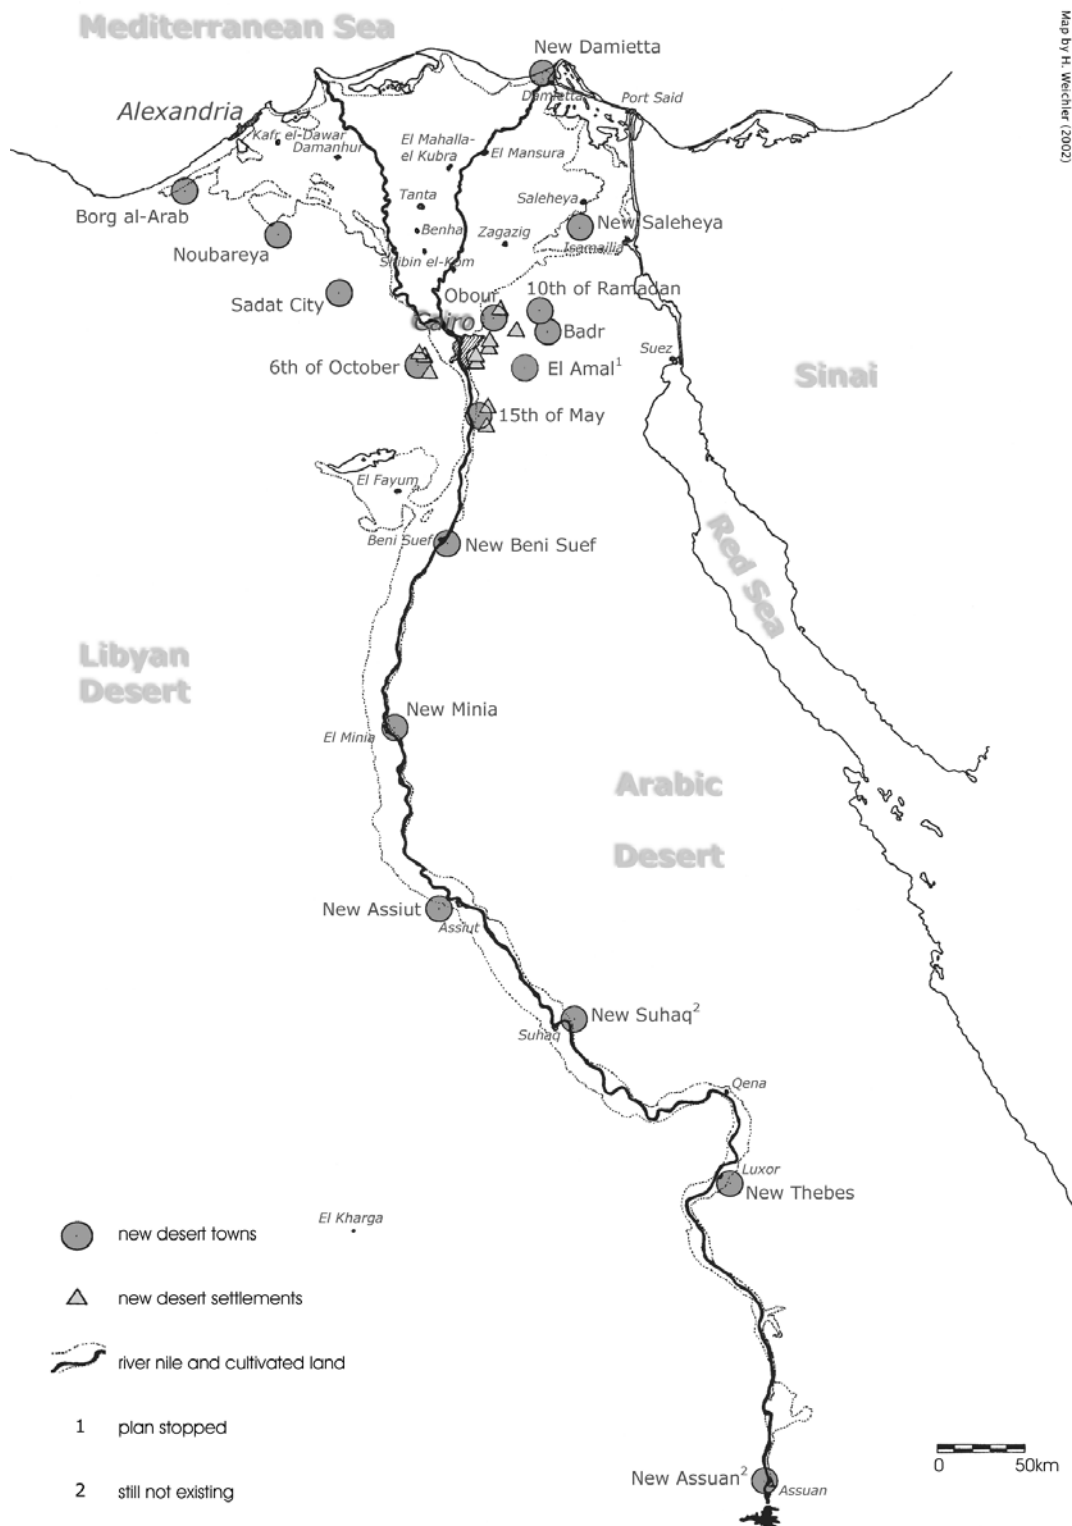 Map by H. Weichler (2002)
Mediterranean Sea
New Damietta
Damietta
Port Said
Alexandria
Kafr el-Dawar
Damanhur
El Mahalla-
el Kubra
El Mansura
Borg al-Arab
Tanta
Saleheya
Noubareya
Benha
Zagazig
New Saleheya
Isamailia
Shibin el-Kom
Sadat City
Obour
10th of Ramadan
Cairo
Badr
Suez
6th of October
El Amal¹
Sinai
15th of May
El Fayum
Beni Suef
New Beni Suef
Red Sea
Libyan
Desert
New Minia
El Minia
Arabic
Desert
New Assiut
Assiut
New Suhaq²
Suhaq
Qena
Luxor
New Thebes
El Kharga
new desert towns
new desert settlements
river nile and cultivated land
1 plan stopped
2 still not existing
New Assuan²
Assuan
0 50km